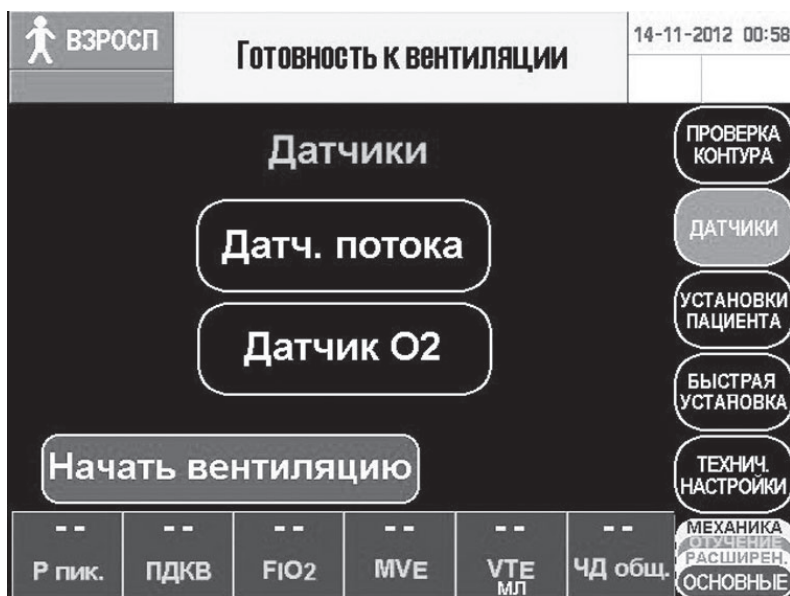 ВЗРОСЛ
Готовность к вентиляции
14-11-2012 00:58
Датчики
Датч. потока
Датчик О2
Начать вентиляцию
ПРОВЕРКА
КОНТУРА
ДАТЧИКИ
УСТАНОВКИ
ПАЦИЕНТА
БЫСТРАЯ
УСТАНОВКА
ТЕХНИЧ.
НАСТРОЙКИ
МЕХАНИКА
ОТУЧЕНИЕ
РАСШИРЕН.
ОСНОВНЫЕ
-- -- -- -- -- --
Р пик. ПДКВ FIO2 MVE VTE ЧД общ.
МЛ